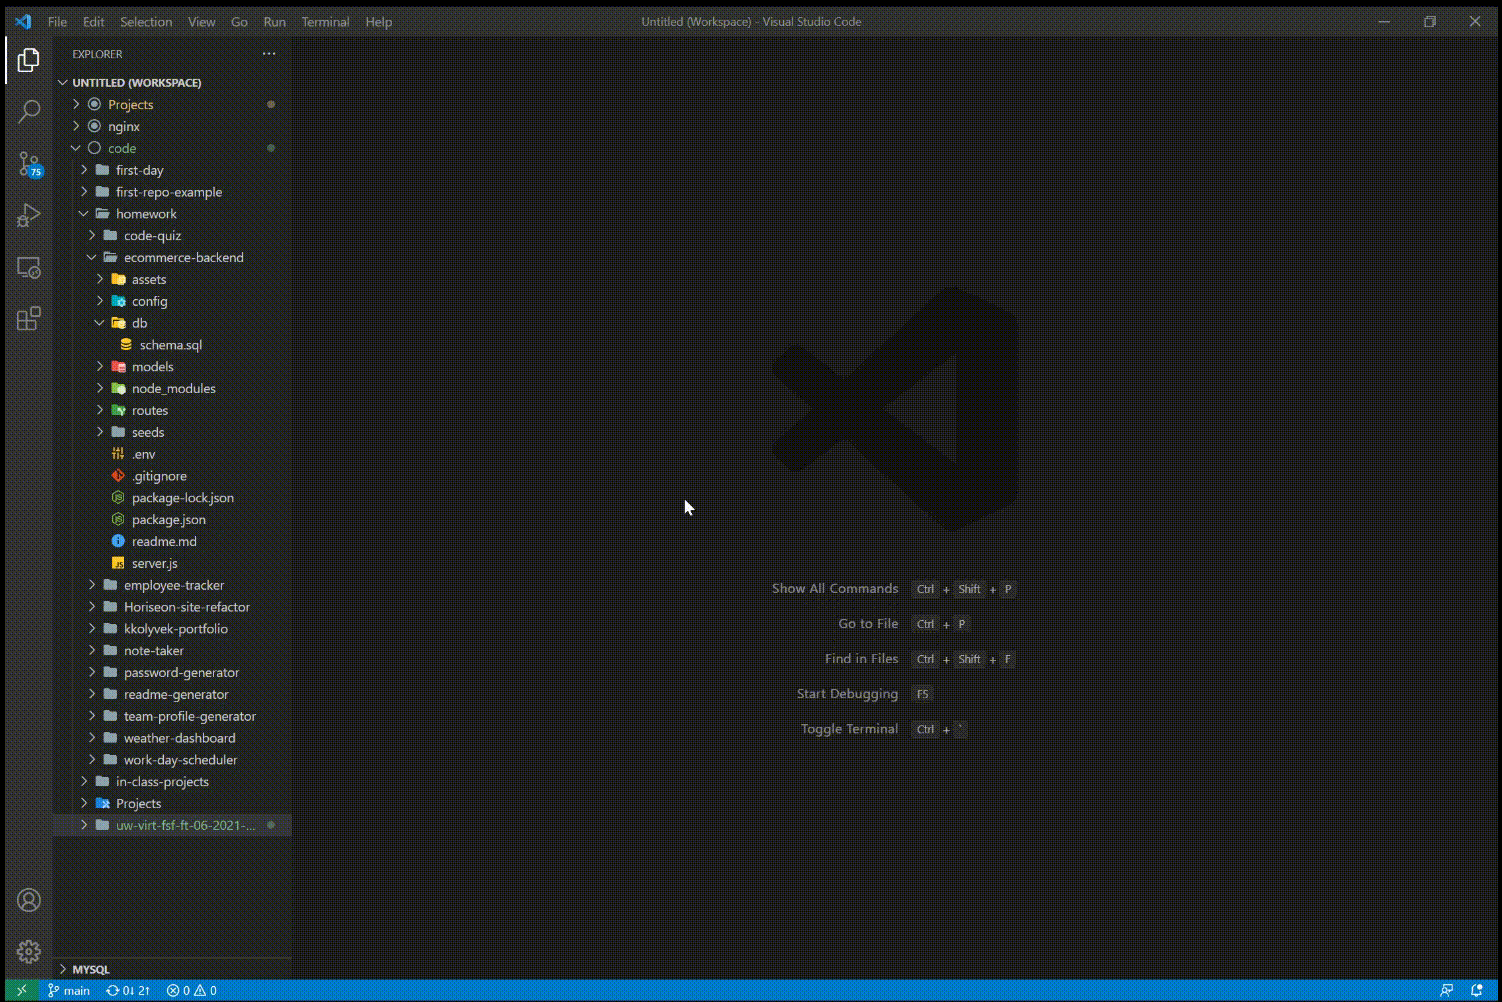 File Edit Selection View Go Run Terminal Help
Untitled (Workspace) - Visual Studio Code
EXPLORER
UNTITLED (WORKSPACE)
Projects
nginx
code
first-day
first-repo-example
homework
code-quiz
ecommerce-backend
assets
config
db
schema.sql
models
node_modules
routes
seeds
.env
.gitignore
package-lock.json
package.json
readme.md
server.js
employee-tracker
Horiseon-site-refactor
kkolyvek-portfolio
note-taker
password-generator
readme-generator
team-profile-generator
weather-dashboard
work-day-scheduler
in-class-projects
Projects
uw-virt-fsf-ft-06-2021-...
MYSQL
75
Show All Commands Ctrl + Shift + P
Go to File Ctrl + P
Find in Files Ctrl + Shift + F
Start Debugging F5
Toggle Terminal Ctrl + `
main 0↓ 2↑ 0 0